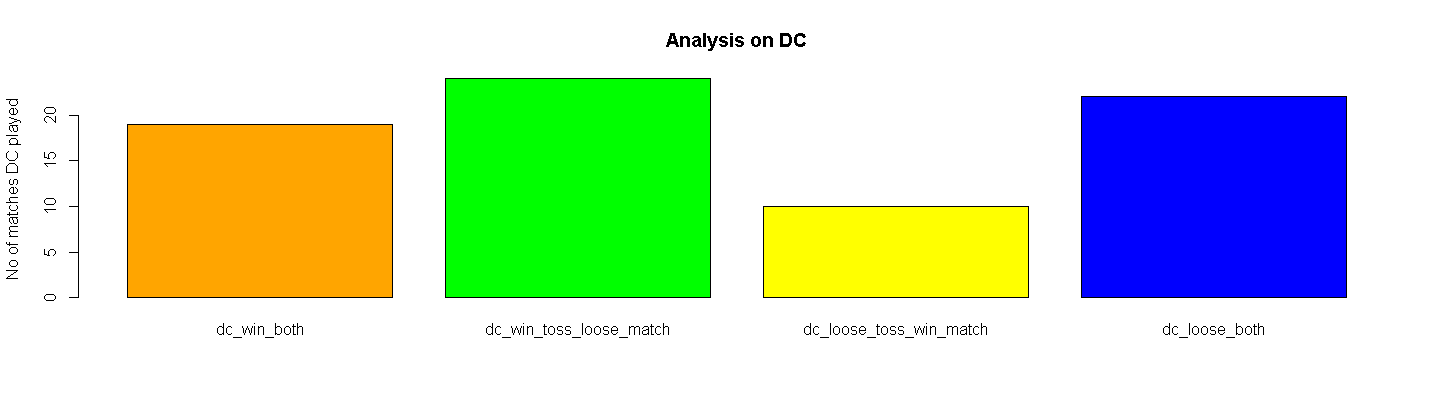 Analysis on DC
No of matches DC played
20
15
10
5
0
dc_win_both
dc_win_toss_loose_match
dc_loose_toss_win_match
dc_loose_both